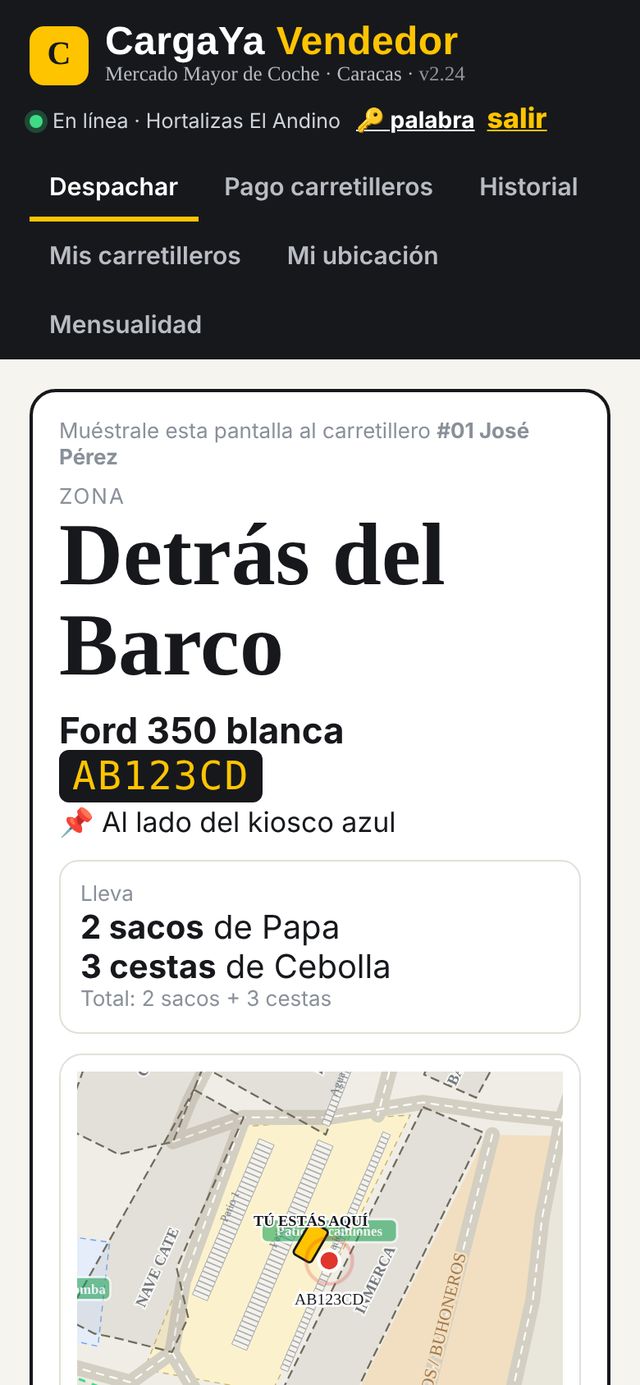 C
CargaYa Vendedor
Mercado Mayor de Coche · Caracas · v2.24
En línea · Hortalizas El Andino 🔑 palabra salir
Despachar Pago carretilleros Historial
Mis carretilleros Mi ubicación
Mensualidad
Muéstrale esta pantalla al carretillero #01 José
Pérez
ZONA
Detrás del
Barco
Ford 350 blanca
AB123CD
📌 Al lado del kiosco azul
Lleva
2 sacos de Papa
3 cestas de Cebolla
Total: 2 sacos + 3 cestas
Patio 1
TÚ ESTÁS AQUÍ
NAVE CATE
AB123CD